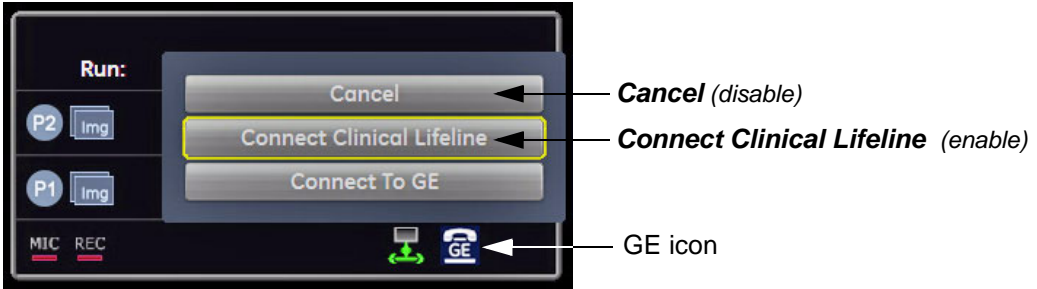 Run:
Cancel
Cancel (disable)
P2 Img
Connect Clinical Lifeline
Connect Clinical Lifeline (enable)
Connect To GE
P1 Img
MIC REC
GE
GE icon